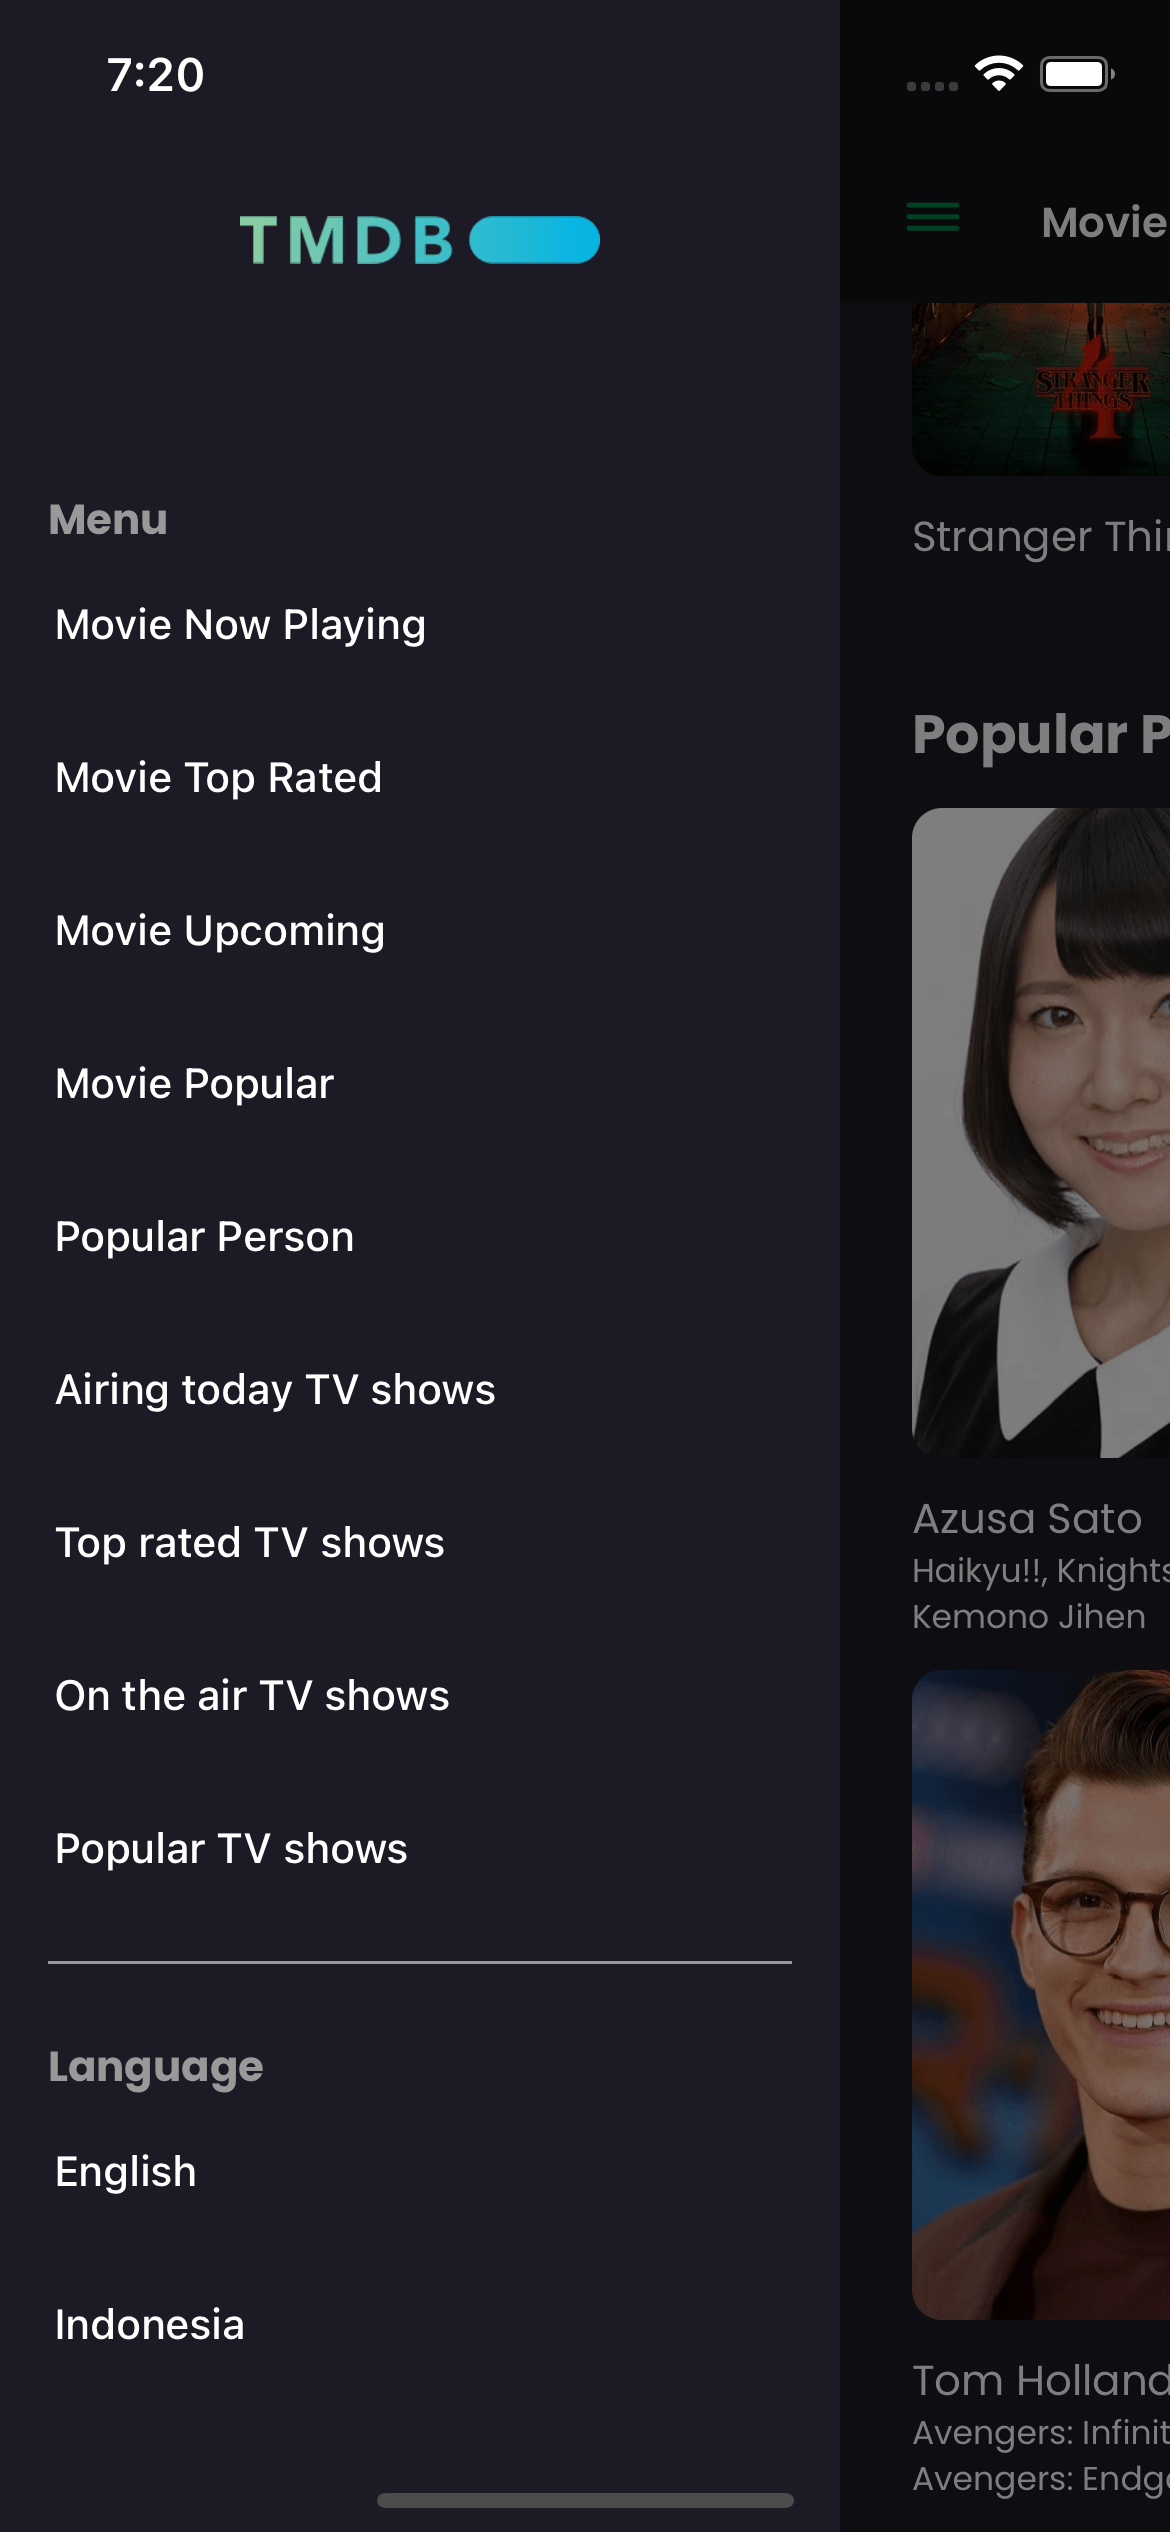 7:20
TMDB
Menu
Movie Now Playing
Movie Top Rated
Movie Upcoming
Movie Popular
Popular Person
Airing today TV shows
Top rated TV shows
On the air TV shows
Popular TV shows
Language
English
Indonesia
Movie
STRANGER
THINGS
4
Stranger Thin
Popular P
Azusa Sato
Haikyu!!, Knights
Kemono Jihen
Tom Holland
Avengers: Infinit
Avengers: Endga